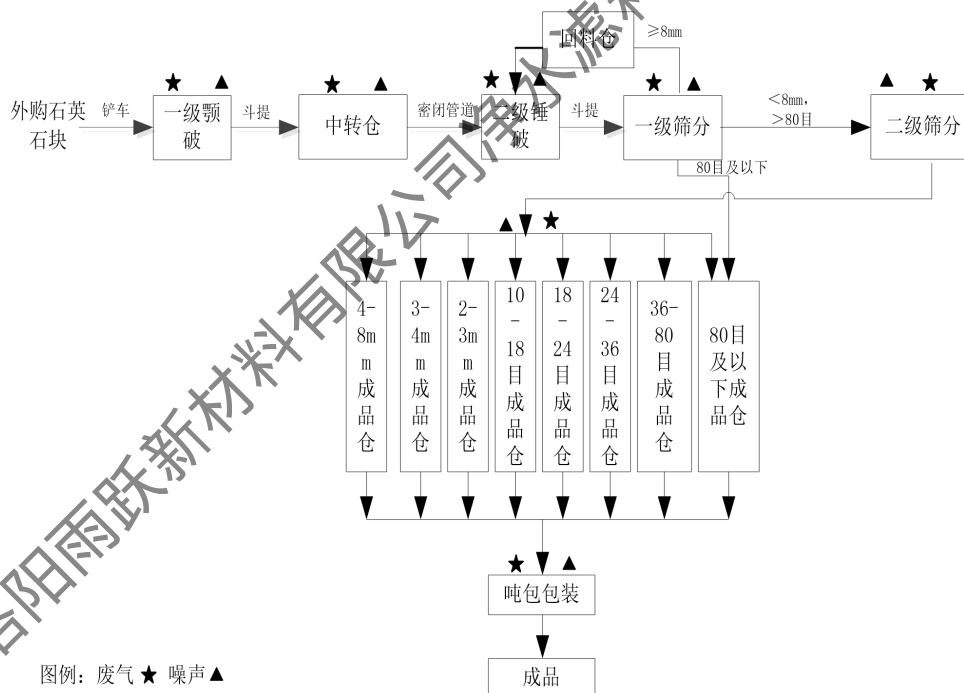 回料仓
≥8mm
外购石英
石块
铲车
一级颚
破
斗提
中转仓
密闭管道
二级锤
破
斗提
一级筛分
<8mm，
>80目
二级筛分
80目及以下
4-
8m
m
成
品
仓
3-
4m
m
成
品
仓
2-
3m
m
成
品
仓
10
-
18
目
成
品
仓
18
-
24
目
成
品
仓
24
-
36
目
成
品
仓
36-
80
目
成
品
仓
80目
及以
下成
品仓
吨包包装
成品
图例：废气★ 噪声▲
洛阳雨跃新材料有限公司净水滤料